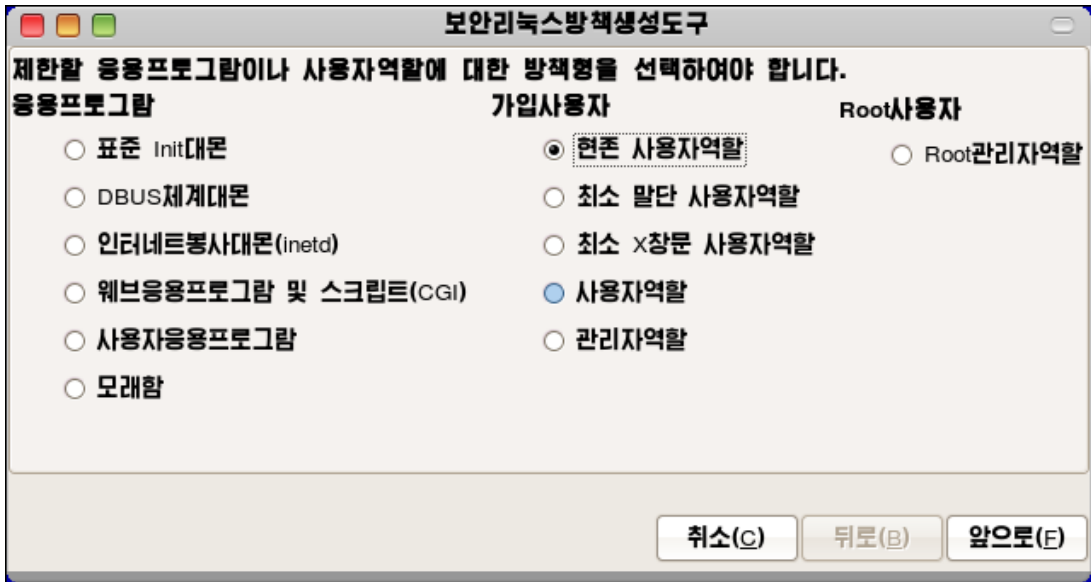 보안리눅스방책생성도구
제한할 응용프로그람이나 사용자역할에 대한 방책형을 선택하여야 합니다.
응용프로그람 가입사용자 Root사용자
표준 Init대몬 현존 사용자역할 Root관리자역할
DBUS체계대몬 최소 말단 사용자역할
인터네트봉사대몬(inetd) 최소 X창문 사용자역할
웨브응용프로그람 및 스크립트(CGI) 사용자역할
사용자응용프로그람 관리자역할
모래함
취소(C) 뒤로(B) 앞으로(F)